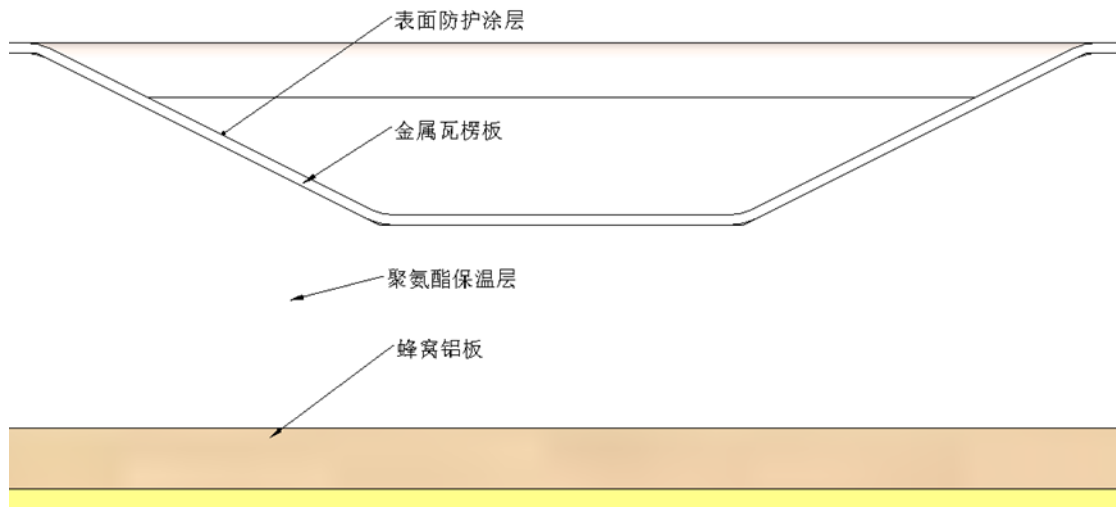 表面防护涂层
金属瓦楞板
聚氨酯保温层
蜂窝铝板